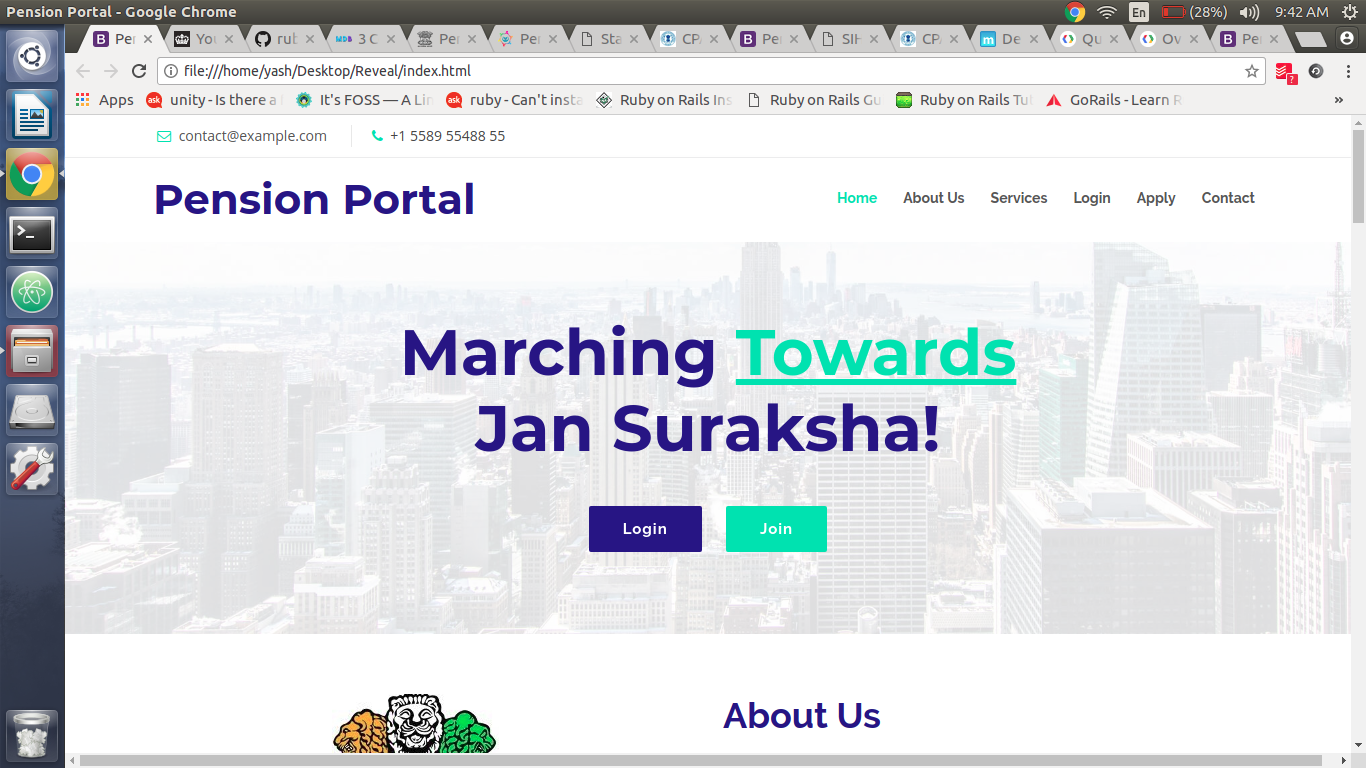 Pension Portal - Google Chrome
En
(28%)
9:42 AM
Per
You
rub
3 C
Per
Per
Sta
CPA
Per
SIH
CPA
De
Qu
Ov
Per
file:///home/yash/Desktop/Reveal/index.html
Apps
unity - Is there a
It's FOSS — A Lin
ruby - Can't insta
Ruby on Rails Ins
Ruby on Rails Gu
Ruby on Rails Tut
GoRails - Learn R
»
contact@example.com
+1 5589 55488 55
Pension Portal
Home
About Us
Services
Login
Apply
Contact
Marching Towards
Jan Suraksha!
Login
Join
About Us